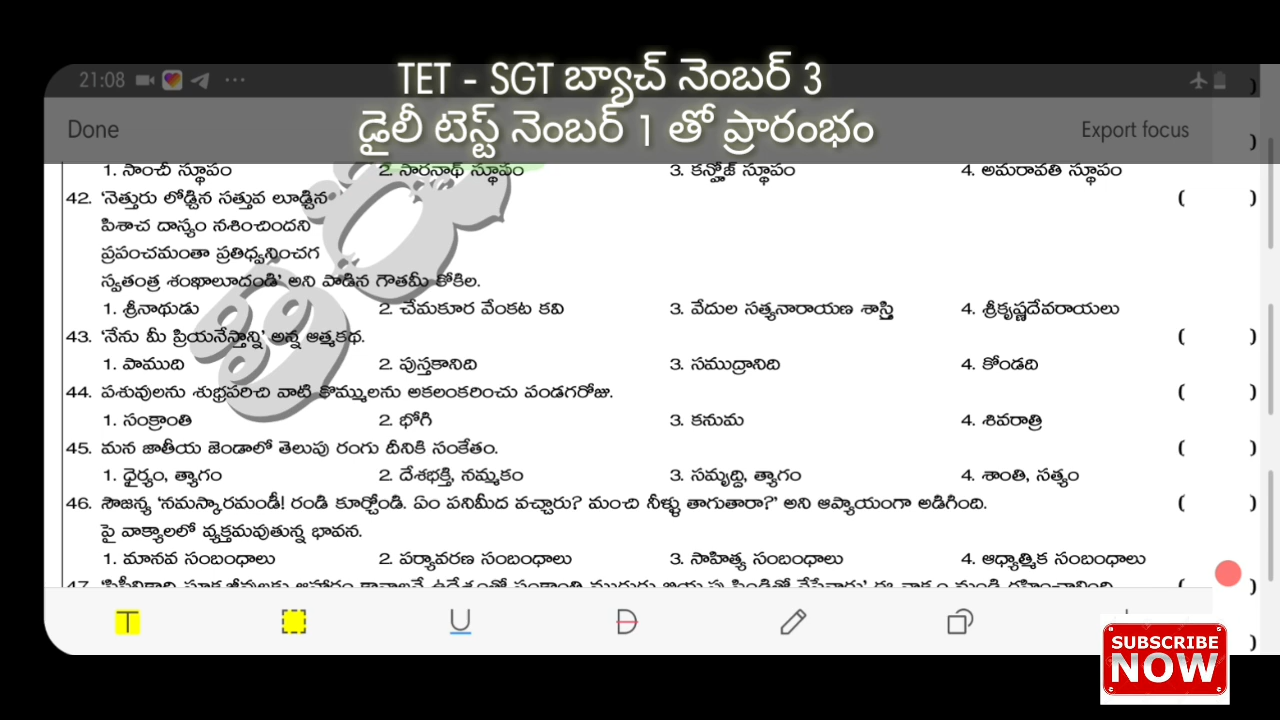 TET - SGT బ్యాచ్ నెంబర్ 3
21:08
డైలీ టెస్ట్ నెంబర్ 1 తో ప్రారంభం
Done
Export focus
1. సాంచీ స్థూపం 2. సారనాథ్ స్థూపం 3. కన్హోజ్ స్థూపం 4. అమరావతి స్థూపం
42. 'నెత్తురు లోడ్చిన సత్తువ లూడ్చిన ( )
పిశాచ దాస్యం నశించిందని
ప్రపంచమంతా ప్రతిధ్వనించగ
స్వతంత్ర శంఖాలూదండి' అని పాడిన గౌతమీ కోకిల.
1. శ్రీనాథుడు 2. చేమకూర వేంకట కవి 3. వేదుల సత్యనారాయణ శాస్త్రి 4. శ్రీకృష్ణదేవరాయలు
43. 'నేను మీ ప్రియనేస్తాన్ని' అన్న ఆత్మకథ. ( )
1. పాముది 2. పుస్తకానిది 3. సముద్రానిది 4. కోండది
44. పశువులను శుభ్రపరిచి వాటి కొమ్ములను అకలంకరించు పండగరోజు. ( )
1. సంక్రాంతి 2. భోగి 3. కనుమ 4. శివరాత్రి
45. మన జాతీయ జెండాలో తెలుపు రంగు దీనికి సంకేతం. ( )
1. ధైర్యం, త్యాగం 2. దేశభక్తి, నమ్మకం 3. సమృద్ది, త్యాగం 4. శాంతి, సత్యం
46. సౌజన్య 'నమస్కారమండీ! రండి కూర్చోండి. ఏం పనిమీద వచ్చారు? మంచి నీళ్ళు తాగుతారా?' అని ఆప్యాయంగా అడిగింది. ( )
పై వాక్యాలలో వ్యక్తమవుతున్న భావన.
1. మానవ సంబంధాలు 2. పర్యావరణ సంబంధాలు 3. సాహిత్య సంబంధాలు 4. ఆధ్యాత్మిక సంబంధాలు
47.
SUBSCRIBE
NOW